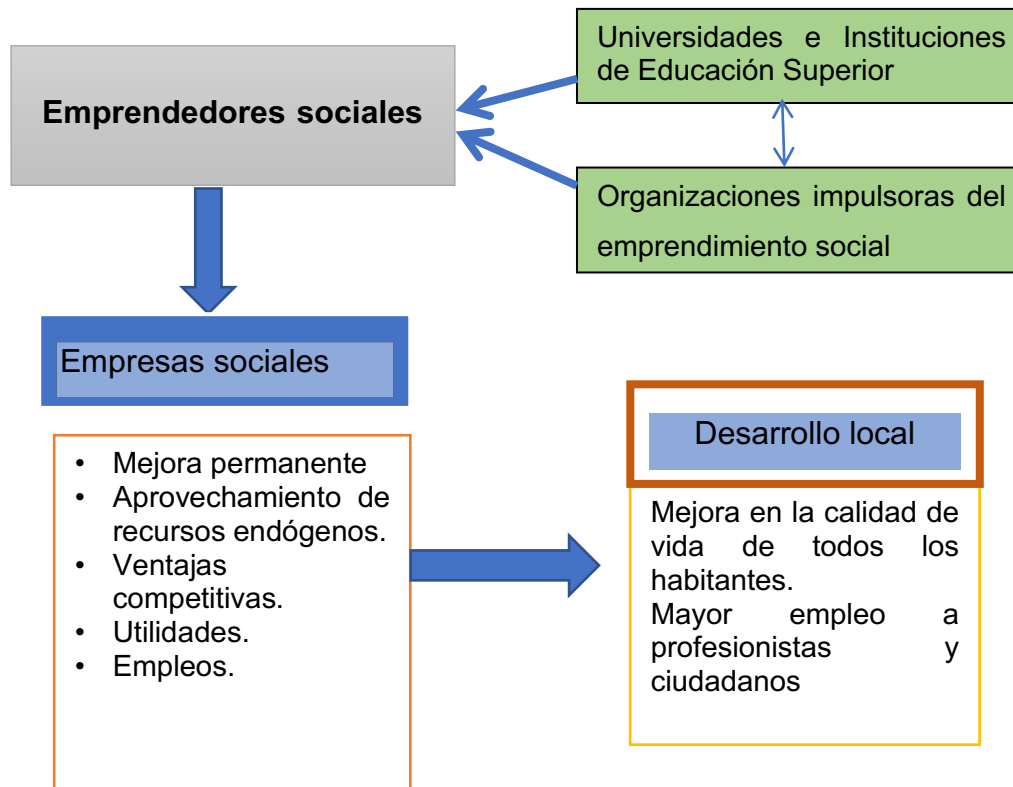 Emprendedores sociales
Universidades e Instituciones
de Educación Superior
Organizaciones impulsoras del
emprendimiento social
Empresas sociales
• Mejora permanente
• Aprovechamiento de
recursos endógenos.
• Ventajas
competitivas.
• Utilidades.
• Empleos.
Desarrollo local
Mejora en la calidad de
vida de todos los
habitantes.
Mayor empleo a
profesionistas y
ciudadanos